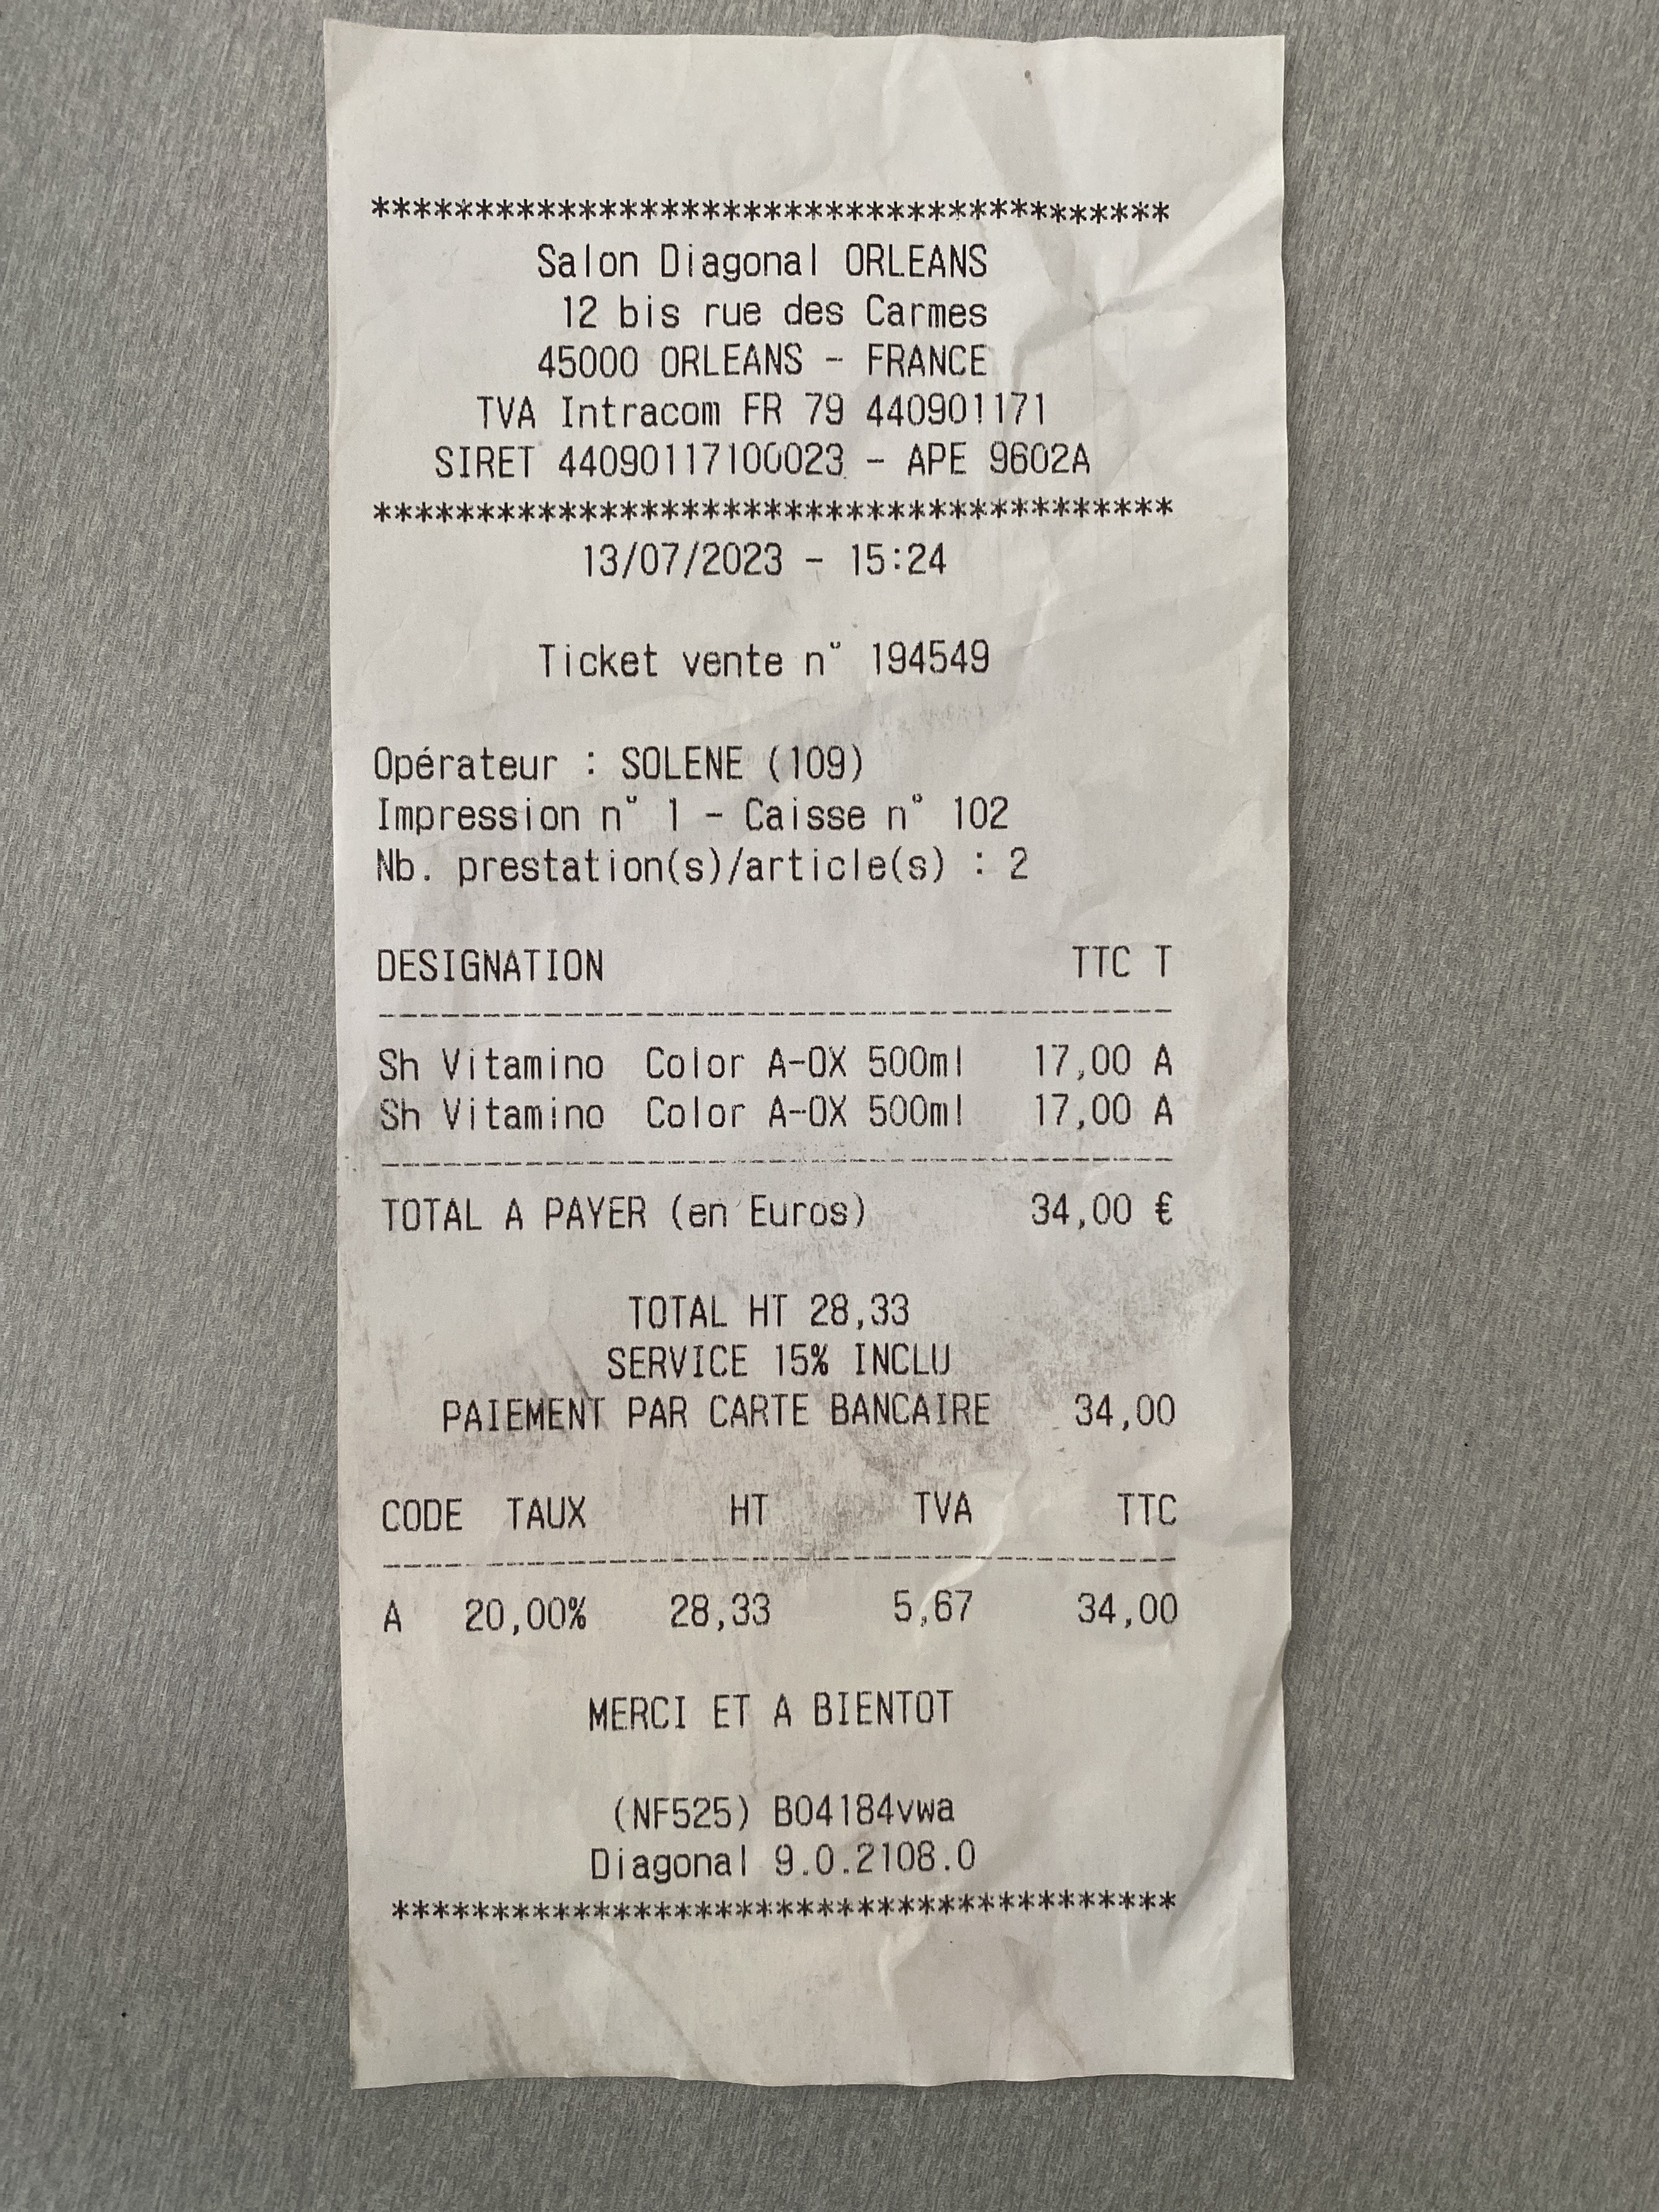 ***************************************
Salon Diagonal ORLEANS
12 bis rue des Carmes
45000 ORLEANS - FRANCE
TVA Intracom FR 79 440901171
SIRET 44090117100023 - APE 9602A
***************************************
13/07/2023 - 15:24
Ticket vente n° 194549
Opérateur : SOLENE (109)
Impression n° 1 - Caisse n° 102
Nb. prestation(s)/article(s) : 2
DESIGNATION TTC T
---------------------------------------
Sh Vitamino Color A-OX 500ml 17,00 A
Sh Vitamino Color A-OX 500ml 17,00 A
---------------------------------------
TOTAL A PAYER (en Euros) 34,00 €
TOTAL HT 28,33
SERVICE 15% INCLU
PAIEMENT PAR CARTE BANCAIRE 34,00
CODE TAUX HT TVA TTC
---------------------------------------
A 20,00% 28,33 5,67 34,00
MERCI ET A BIENTOT
(NF525) B04184vwa
Diagonal 9.0.2108.0
***************************************